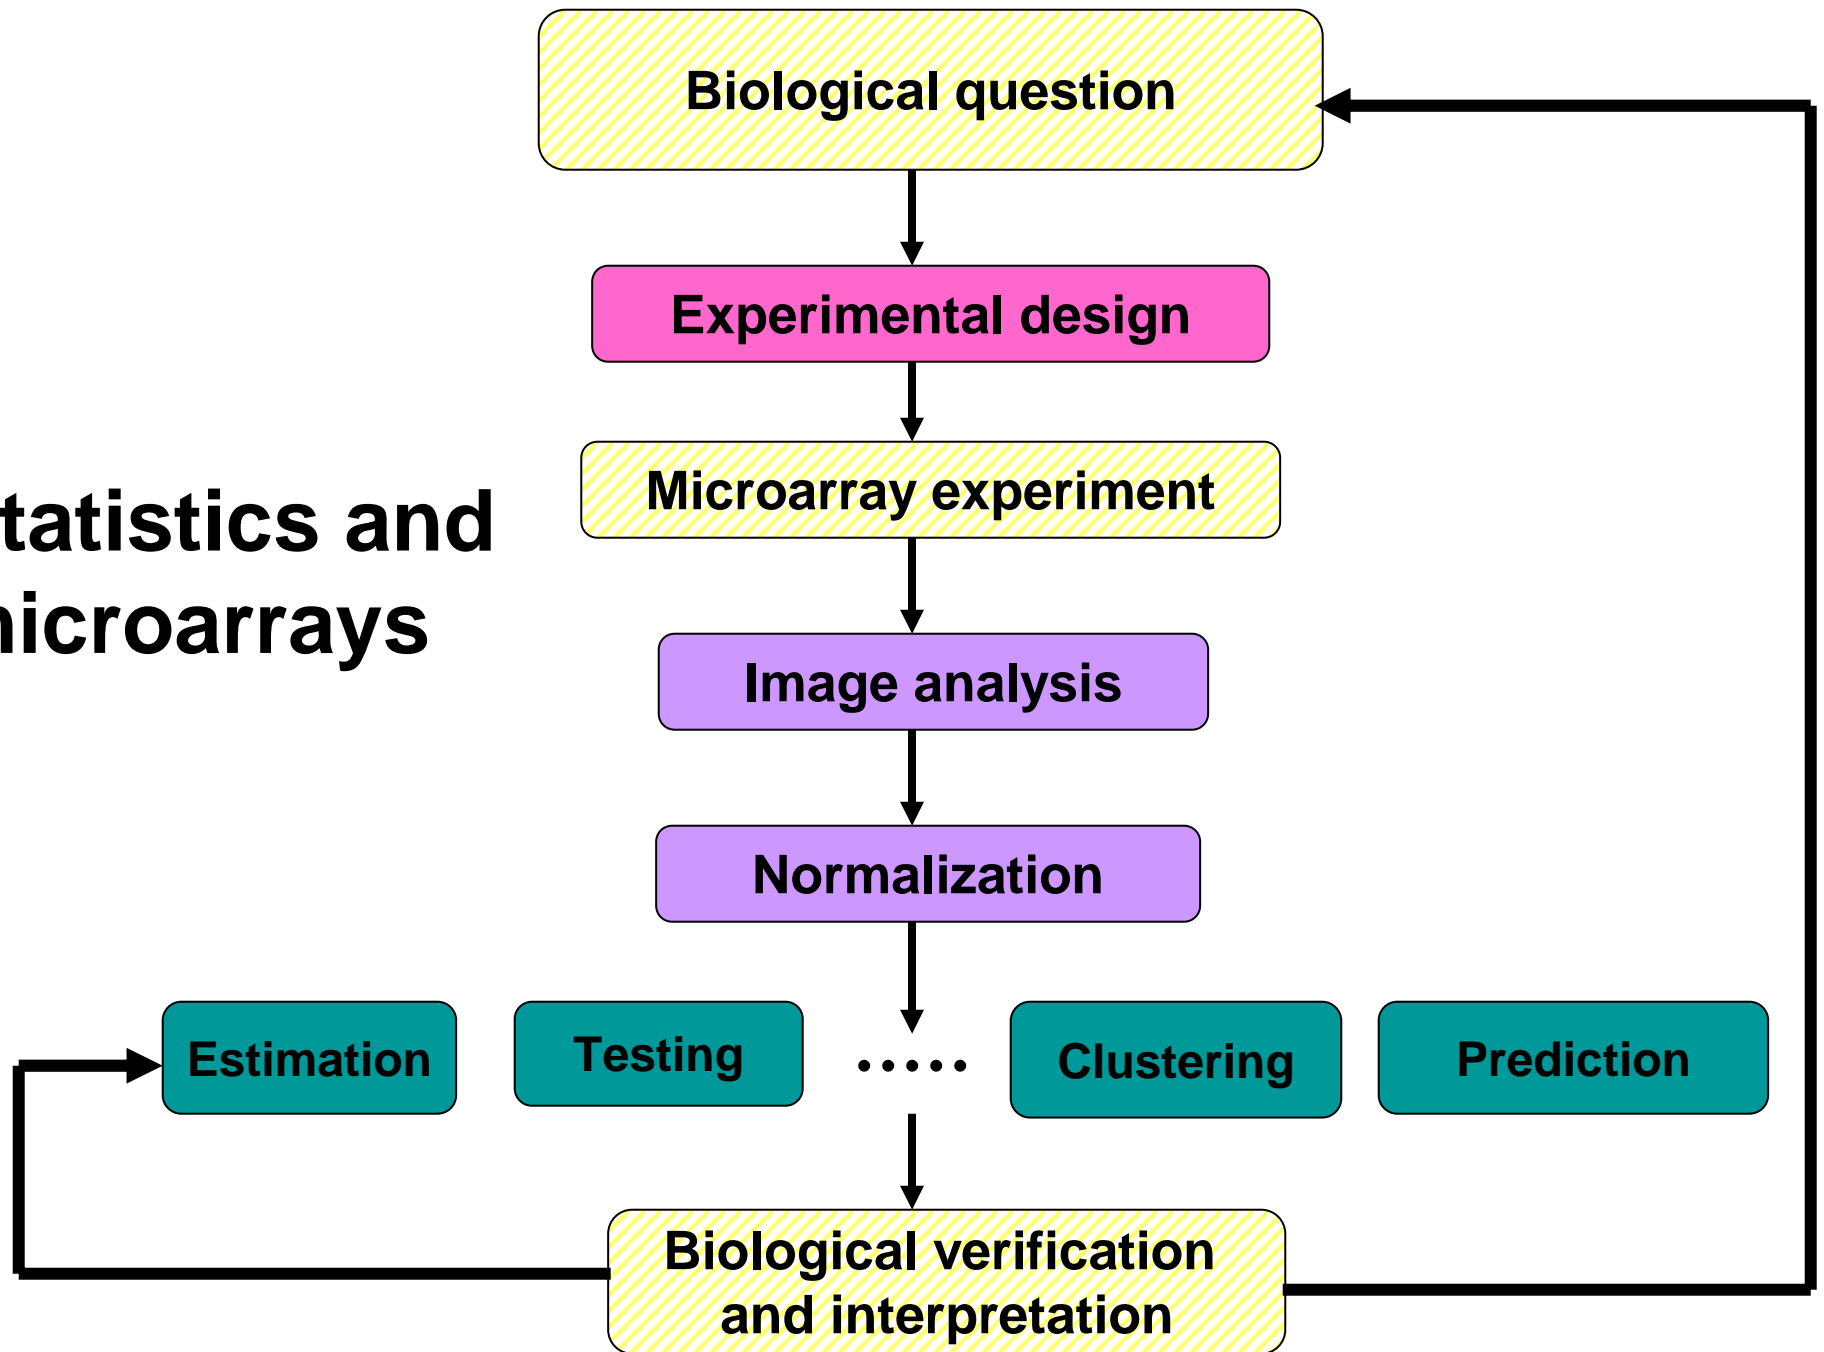 Biological question
Experimental design
Microarray experiment
tatistics and
nicroarrays
Image analysis
Normalization
Estimation
Testing
.....
Clustering
Prediction
Biological verification
and interpretation